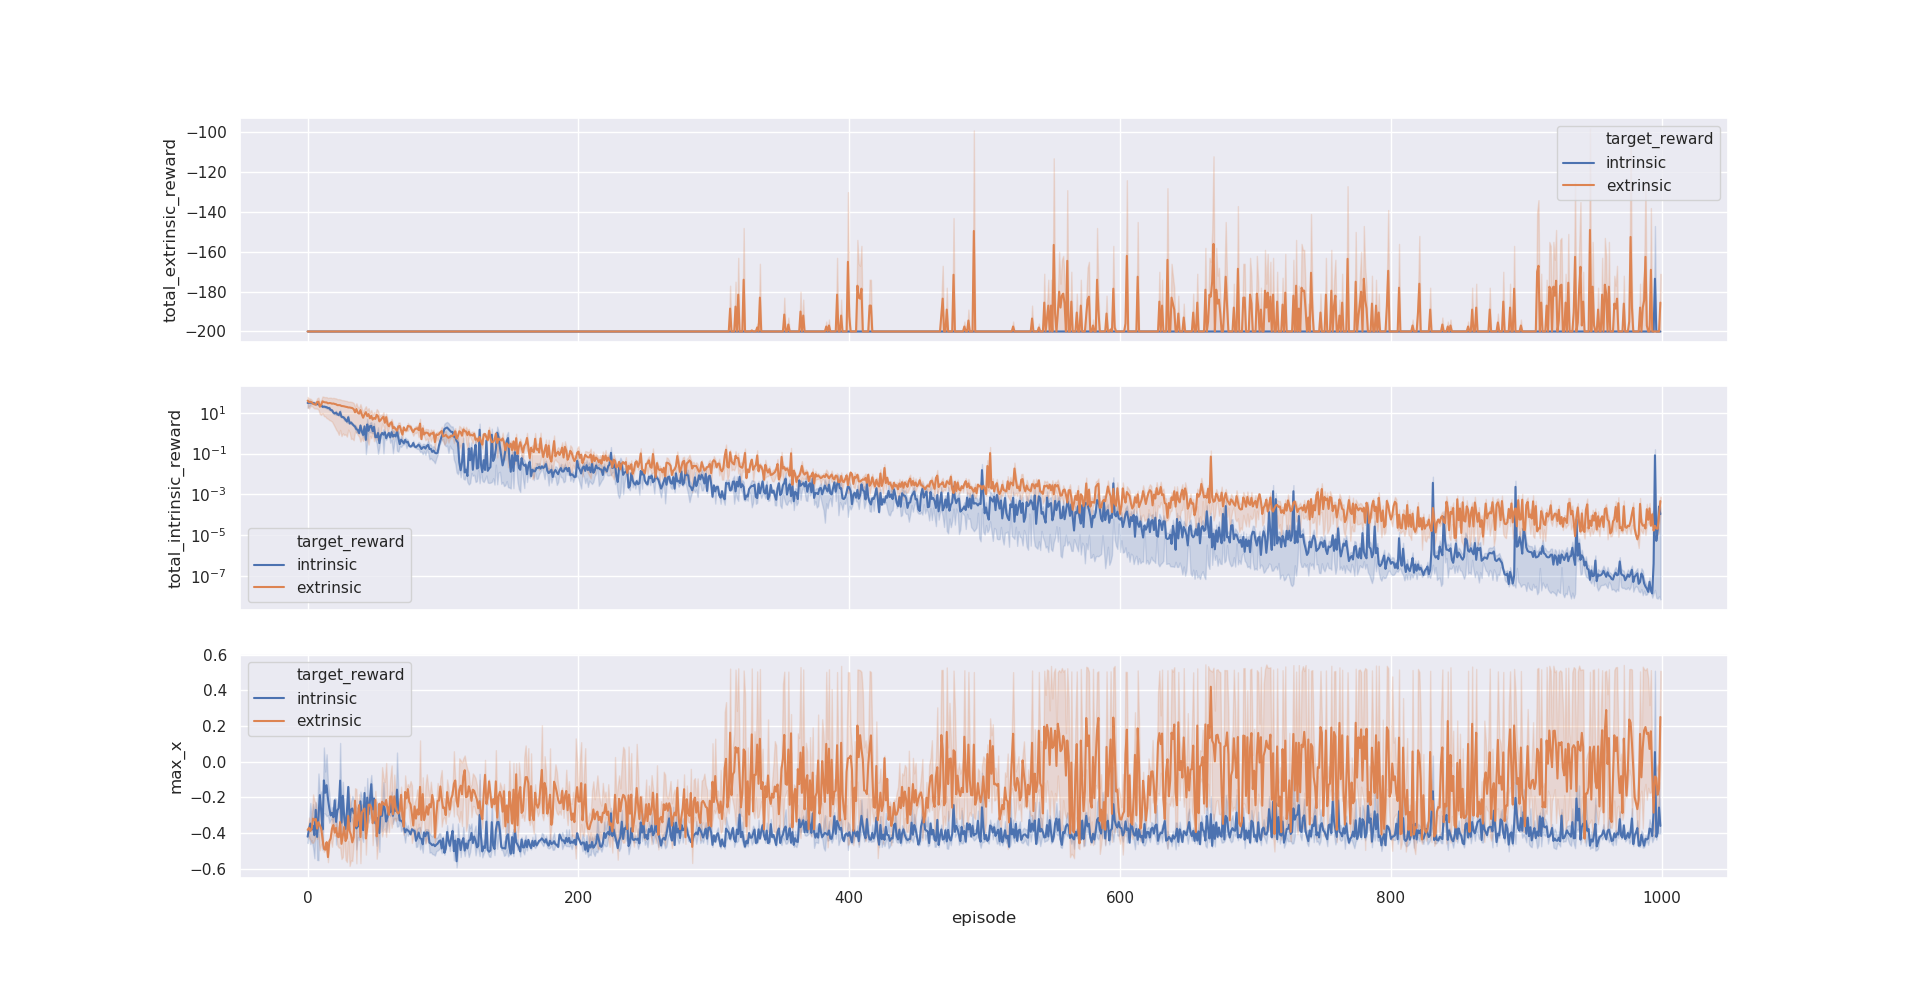 total_extrinsic_reward
−100
−120
−140
−160
−180
−200
target_reward
intrinsic
extrinsic
total_intrinsic_reward
10¹
10⁻¹
10⁻³
10⁻⁵
10⁻⁷
target_reward
intrinsic
extrinsic
max_x
0.6
0.4
0.2
0.0
−0.2
−0.4
−0.6
target_reward
intrinsic
extrinsic
0 200 400 600 800 1000
episode